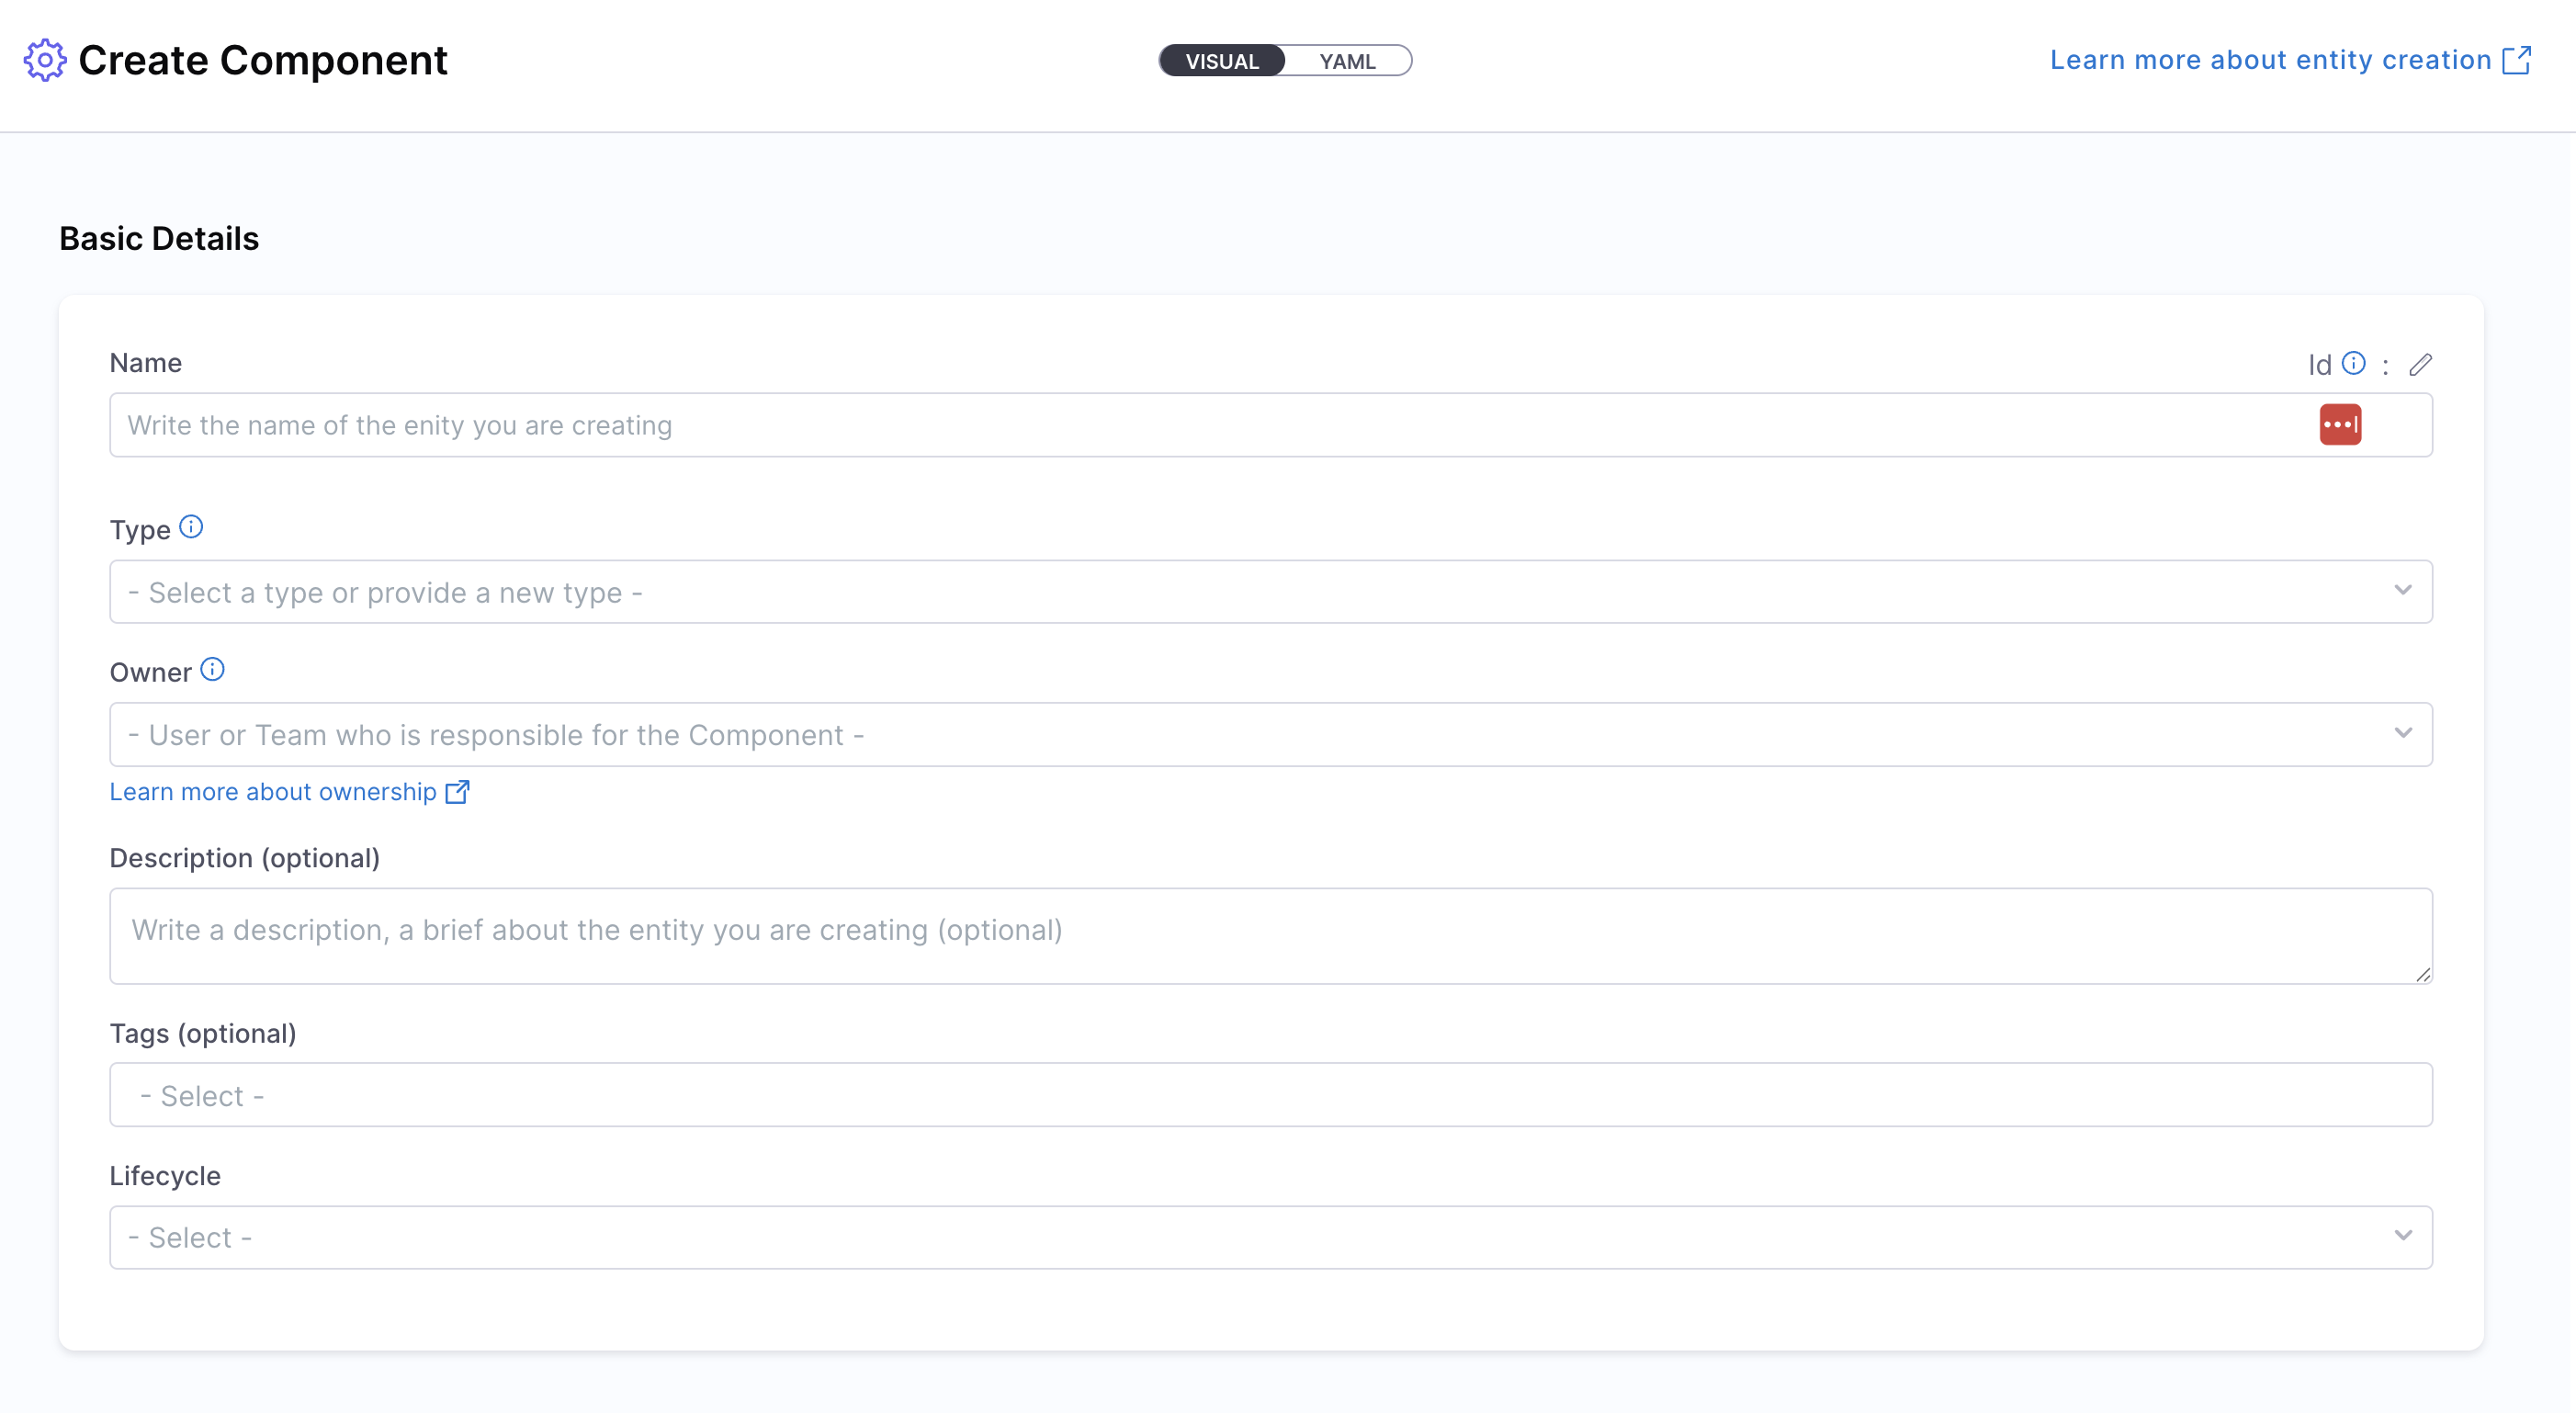 Create Component
VISUAL YAML
Learn more about entity creation
Basic Details
Name
Id :
Write the name of the enity you are creating
Type
- Select a type or provide a new type -
Owner
- User or Team who is responsible for the Component -
Learn more about ownership
Description (optional)
Write a description, a brief about the entity you are creating (optional)
Tags (optional)
- Select -
Lifecycle
- Select -